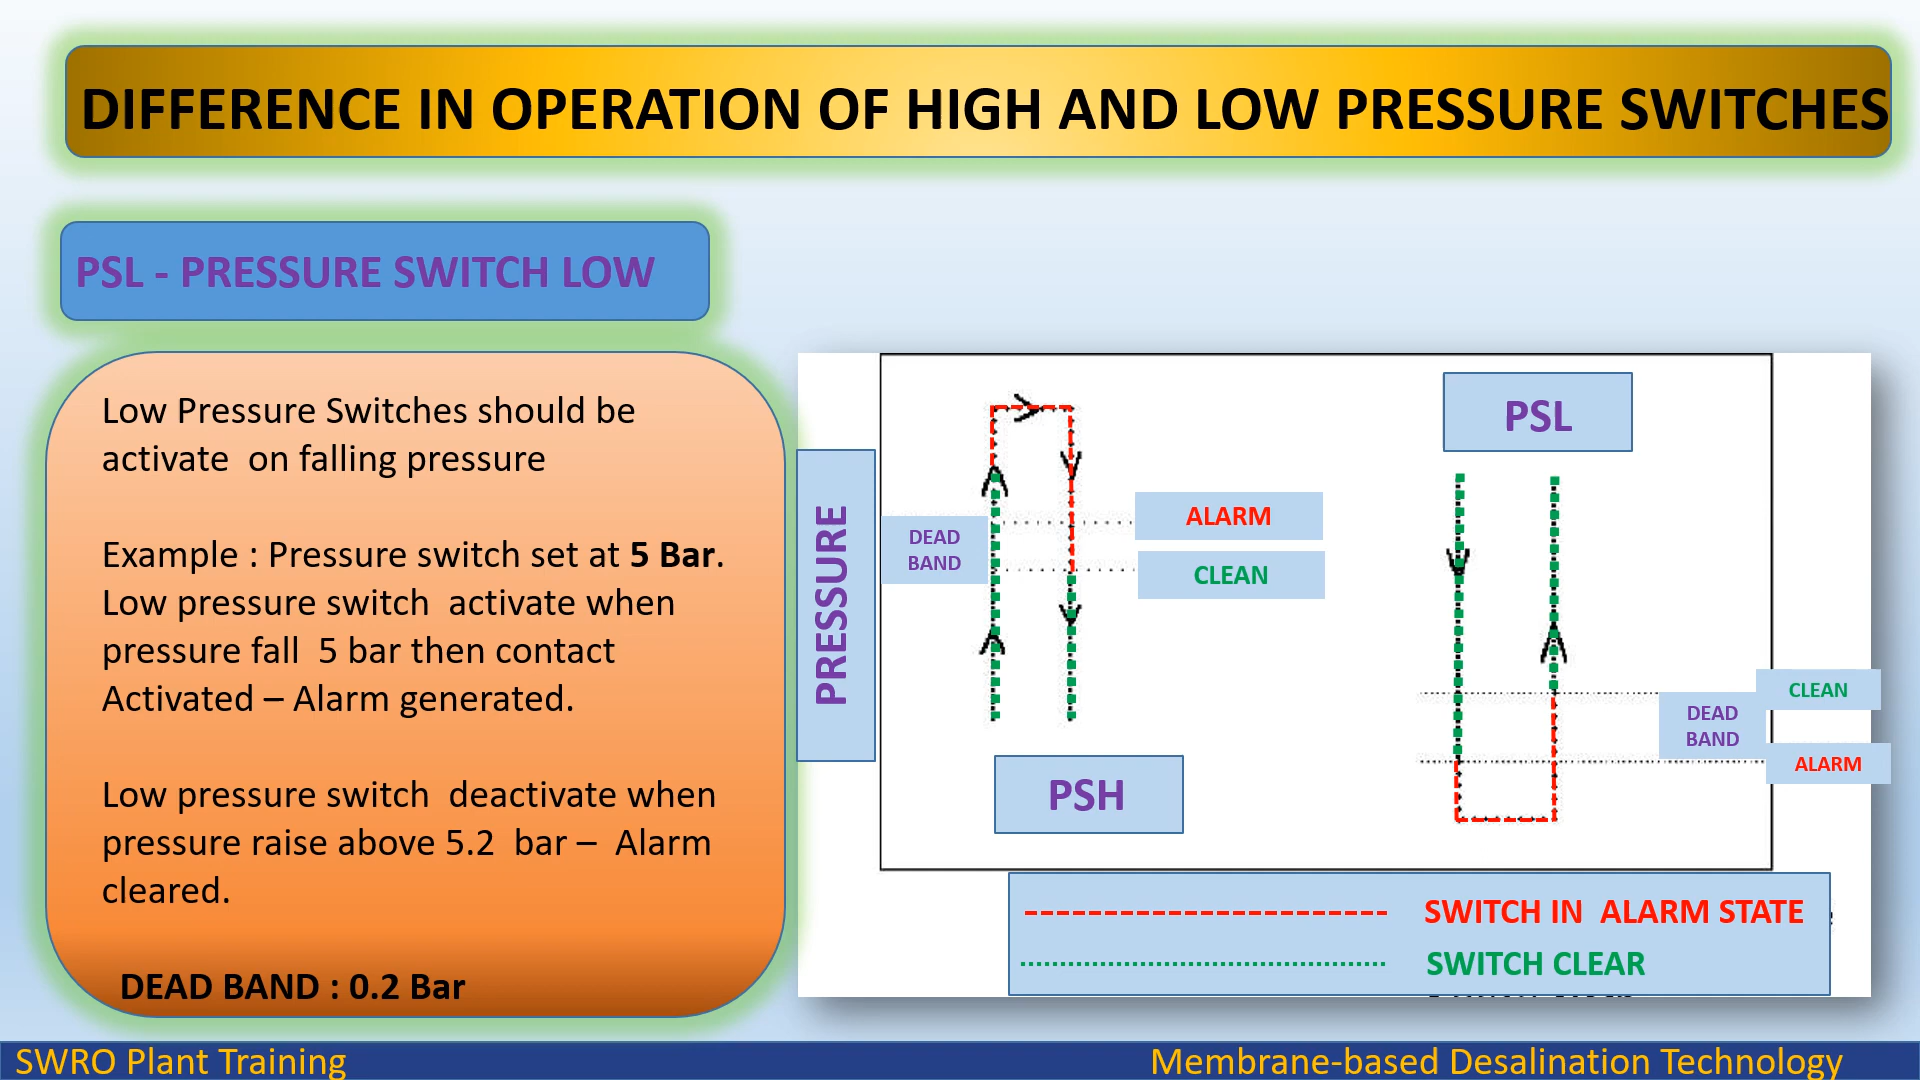 DIFFERENCE IN OPERATION OF HIGH AND LOW PRESSURE SWITCHES
PSL - PRESSURE SWITCH LOW
Low Pressure Switches should be
activate  on falling pressure
Example : Pressure switch set at 5 Bar.
Low pressure switch  activate when
pressure fall  5 bar then contact
Activated – Alarm generated.
Low pressure switch  deactivate when
pressure raise above 5.2  bar –  Alarm
cleared.
DEAD BAND : 0.2 Bar
PRESSURE
DEAD
BAND
ALARM
CLEAN
PSH
PSL
CLEAN
DEAD
BAND
ALARM
SWITCH IN  ALARM STATE
SWITCH CLEAR
SWRO Plant Training
Membrane-based Desalination Technology